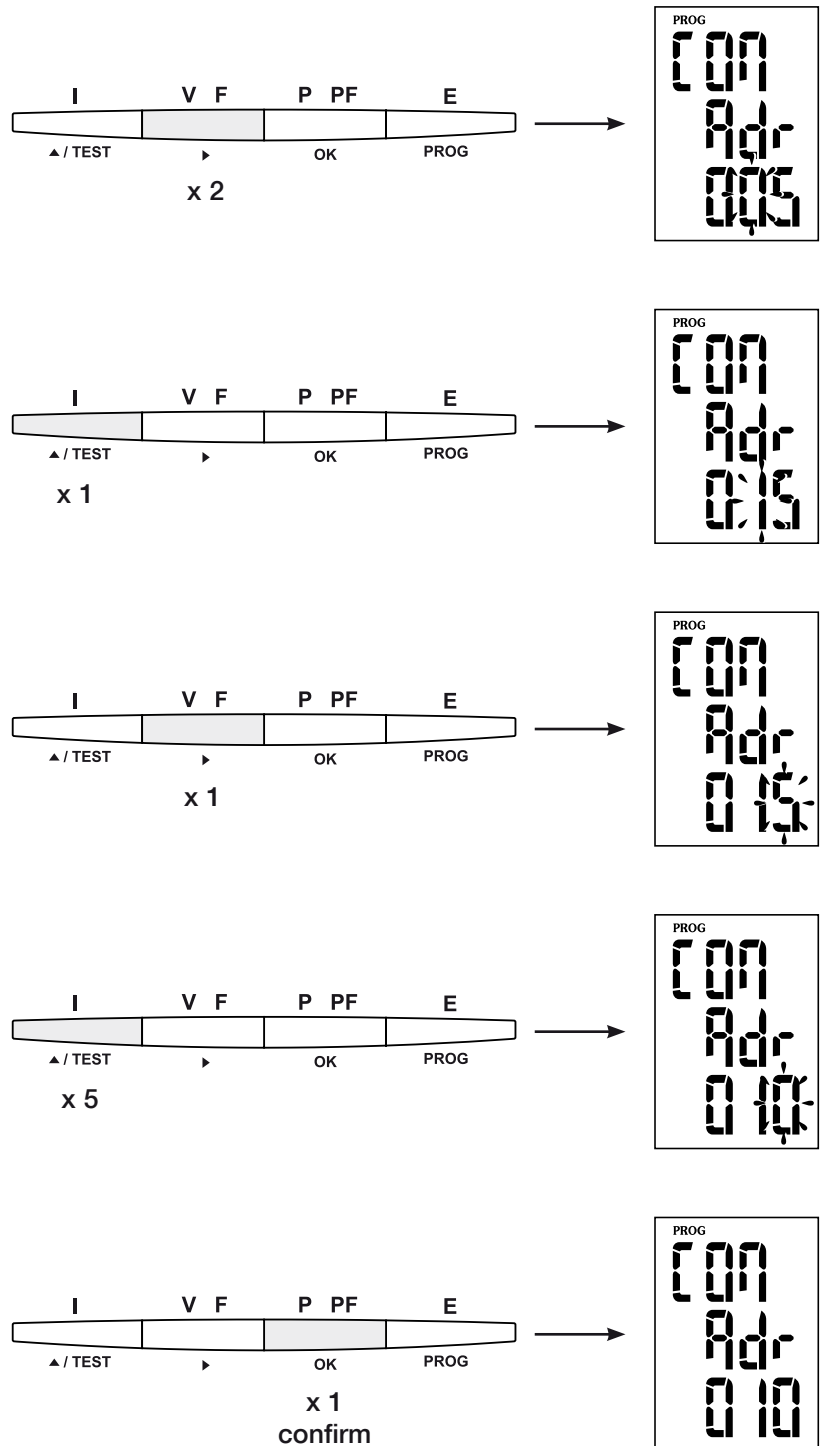 PROG
COM
I V F P PF E
Adr
▲ / TEST ▶ OK PROG
x 2
005
PROG
COM
I V F P PF E
Adr
▲ / TEST ▶ OK PROG
x 1
015
PROG
COM
I V F P PF E
Adr
▲ / TEST ▶ OK PROG
x 1
015
PROG
COM
I V F P PF E
Adr
▲ / TEST ▶ OK PROG
x 5
010
PROG
COM
I V F P PF E
Adr
▲ / TEST ▶ OK PROG
x 1
010
confirm